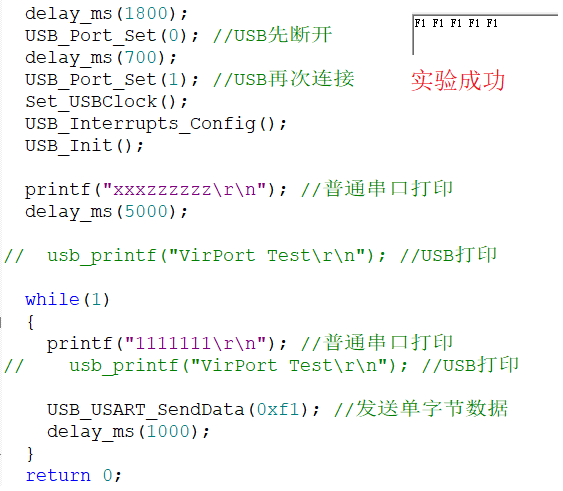 delay_ms(1800);
USB_Port_Set(0); //USB先断开
delay_ms(700);
USB_Port_Set(1); //USB再次连接
Set_USBClock();
USB_Interrupts_Config();
USB_Init();
printf("xxxzzzzzz\r\n"); //普通串口打印
delay_ms(5000);
//  usb_printf("VirPort Test\r\n"); //USB打印
while(1)
{
printf("1111111\r\n"); //普通串口打印
//    usb_printf("VirPort Test\r\n"); //USB打印
USB_USART_SendData(0xf1); //发送单字节数据
delay_ms(1000);
}
return 0;
F1 F1 F1 F1 F1
实验成功